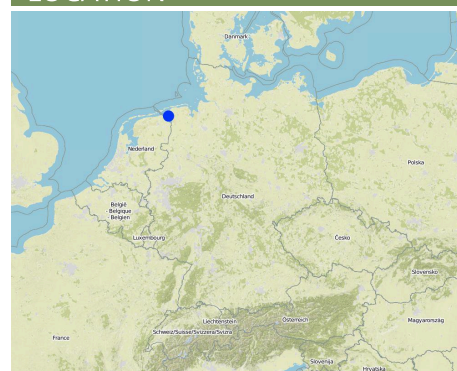 LOCATION
Danmark
Nederland
Polska
België
- Belgique
Belgien
Deutschland
Luxembourg
Česko
Slovensko
Liechtenstein
Österreich
Schweiz/Suisse/Svizzera/Svizra
Magyarország
France
Slovenija
Hrvatska